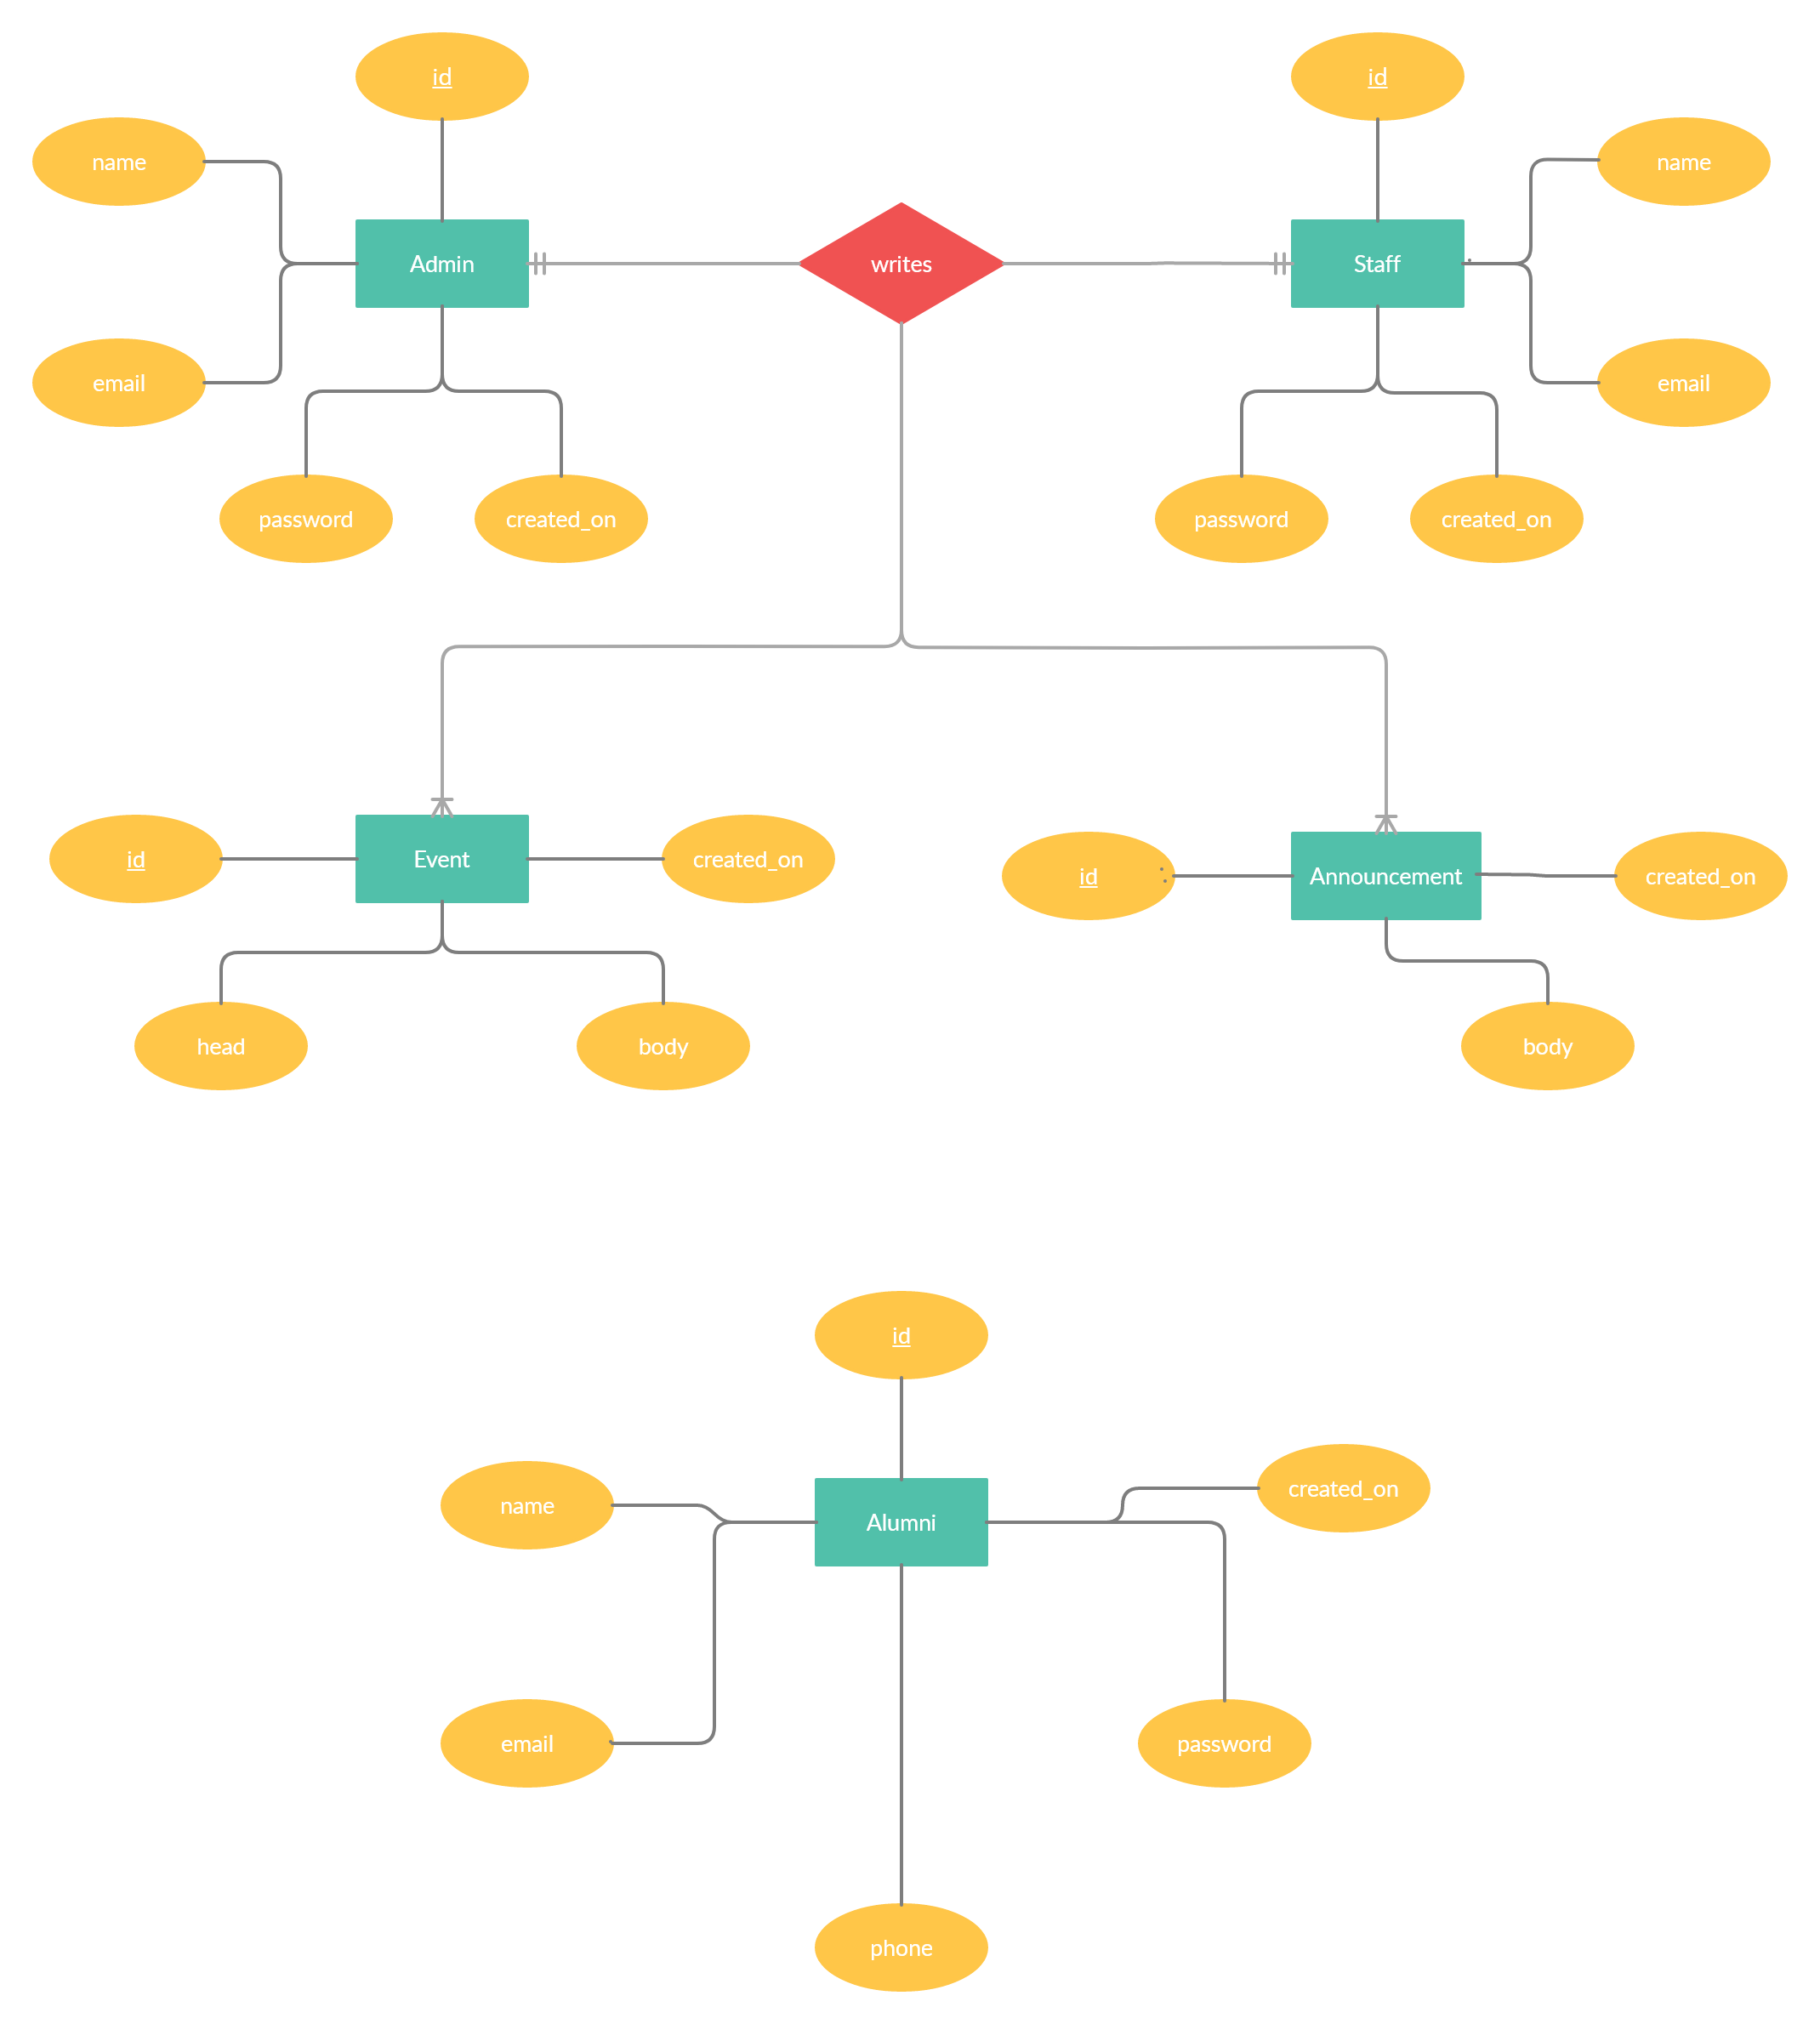 id
id
name
name
Admin
writes
Staff
email
email
password
created_on
password
created_on
id
Event
created_on
id
Announcement
created_on
head
body
body
id
created_on
name
Alumni
email
password
phone